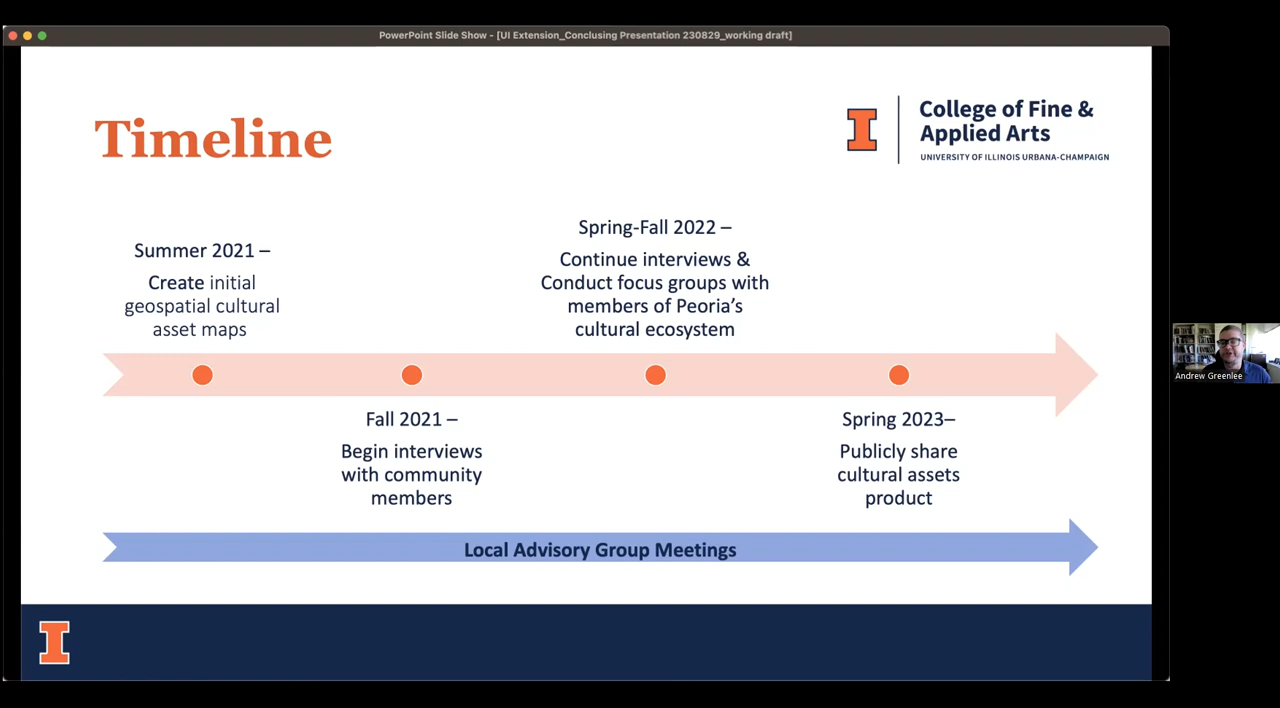 PowerPoint Slide Show - [UI Extension_Conclusing Presentation 230829_working draft]
Timeline
College of Fine &
Applied Arts
UNIVERSITY OF ILLINOIS URBANA-CHAMPAIGN
Summer 2021 –
Create initial
geospatial cultural
asset maps
Spring-Fall 2022 –
Continue interviews &
Conduct focus groups with
members of Peoria's
cultural ecosystem
Fall 2021 –
Begin interviews
with community
members
Spring 2023–
Publicly share
cultural assets
product
Local Advisory Group Meetings
Andrew Greenlee